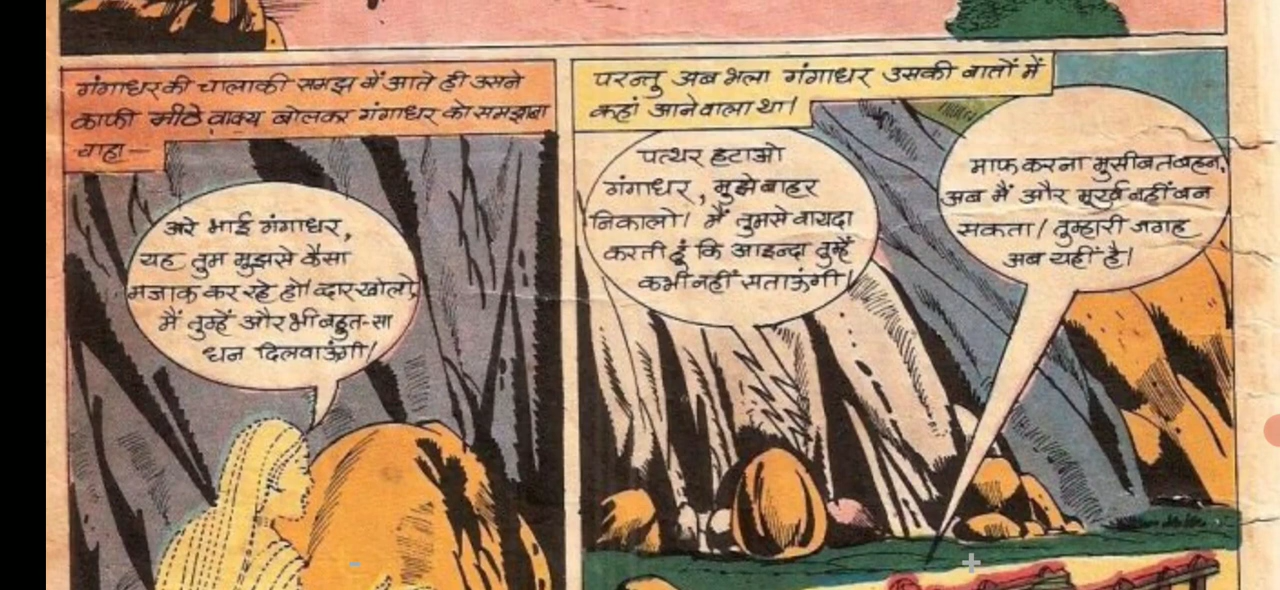 गंगाधर की चालाकी समझ में आते ही उसने
काफी मीठे वाक्य बोलकर गंगाधर को समझाना
चाहा—
अरे भाई गंगाधर,
यह तुम मुझसे कैसा
मजाक कर रहे हो! द्वार खोलो,
मैं तुम्हें और भी बहुत-सा
धन दिलवाऊंगी!
परन्तु अब भला गंगाधर उसकी बातों में
कहां आने वाला था!
पत्थर हटाओ
गंगाधर, मुझे बाहर
निकालो! मैं तुमसे वायदा
करती हूं कि आइन्दा तुम्हें
कभी नहीं सताऊंगी!
माफ करना मुसीबत बहन,
अब मैं और मूर्ख नहीं बन
सकता! तुम्हारी जगह
अब यहीं है!